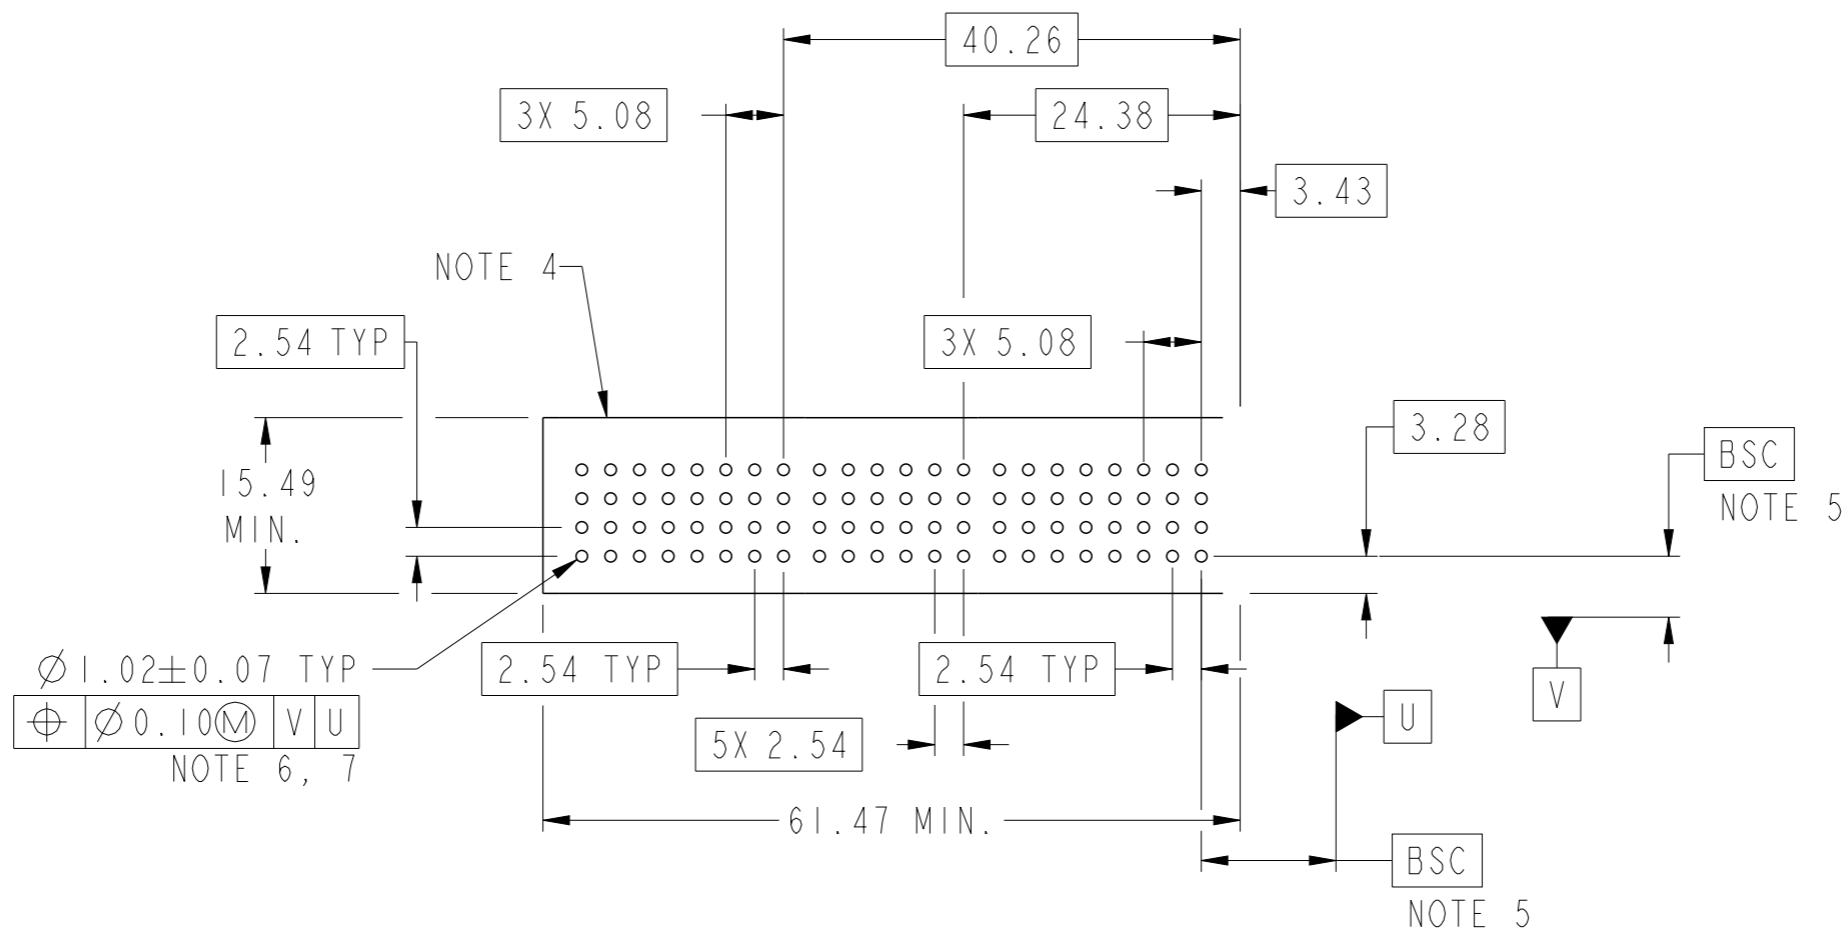 40.26
3X 5.08
24.38
3.43
NOTE 4
2.54 TYP
3X 5.08
3.28
BSC
NOTE 5
15.49
MIN.
Ø1.02±0.07 TYP
⌖ Ø0.10Ⓜ V U
NOTE 6, 7
2.54 TYP
2.54 TYP
V
U
5X 2.54
61.47 MIN.
BSC
NOTE 5